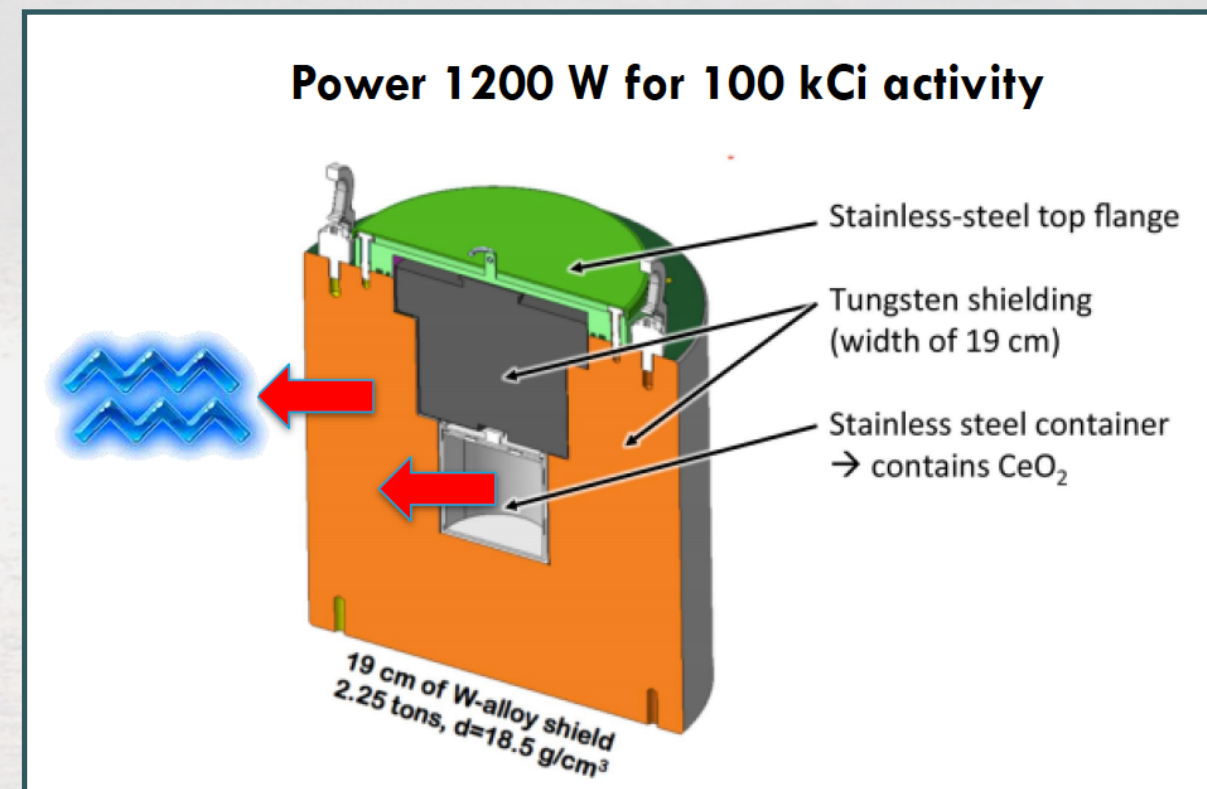 Power 1200 W for 100 kCi activity
Stainless-steel top flange
Tungsten shielding
(width of 19 cm)
Stainless steel container
→ contains CeO₂
19 cm of W-alloy shield
2.25 tons, d=18.5 g/cm³